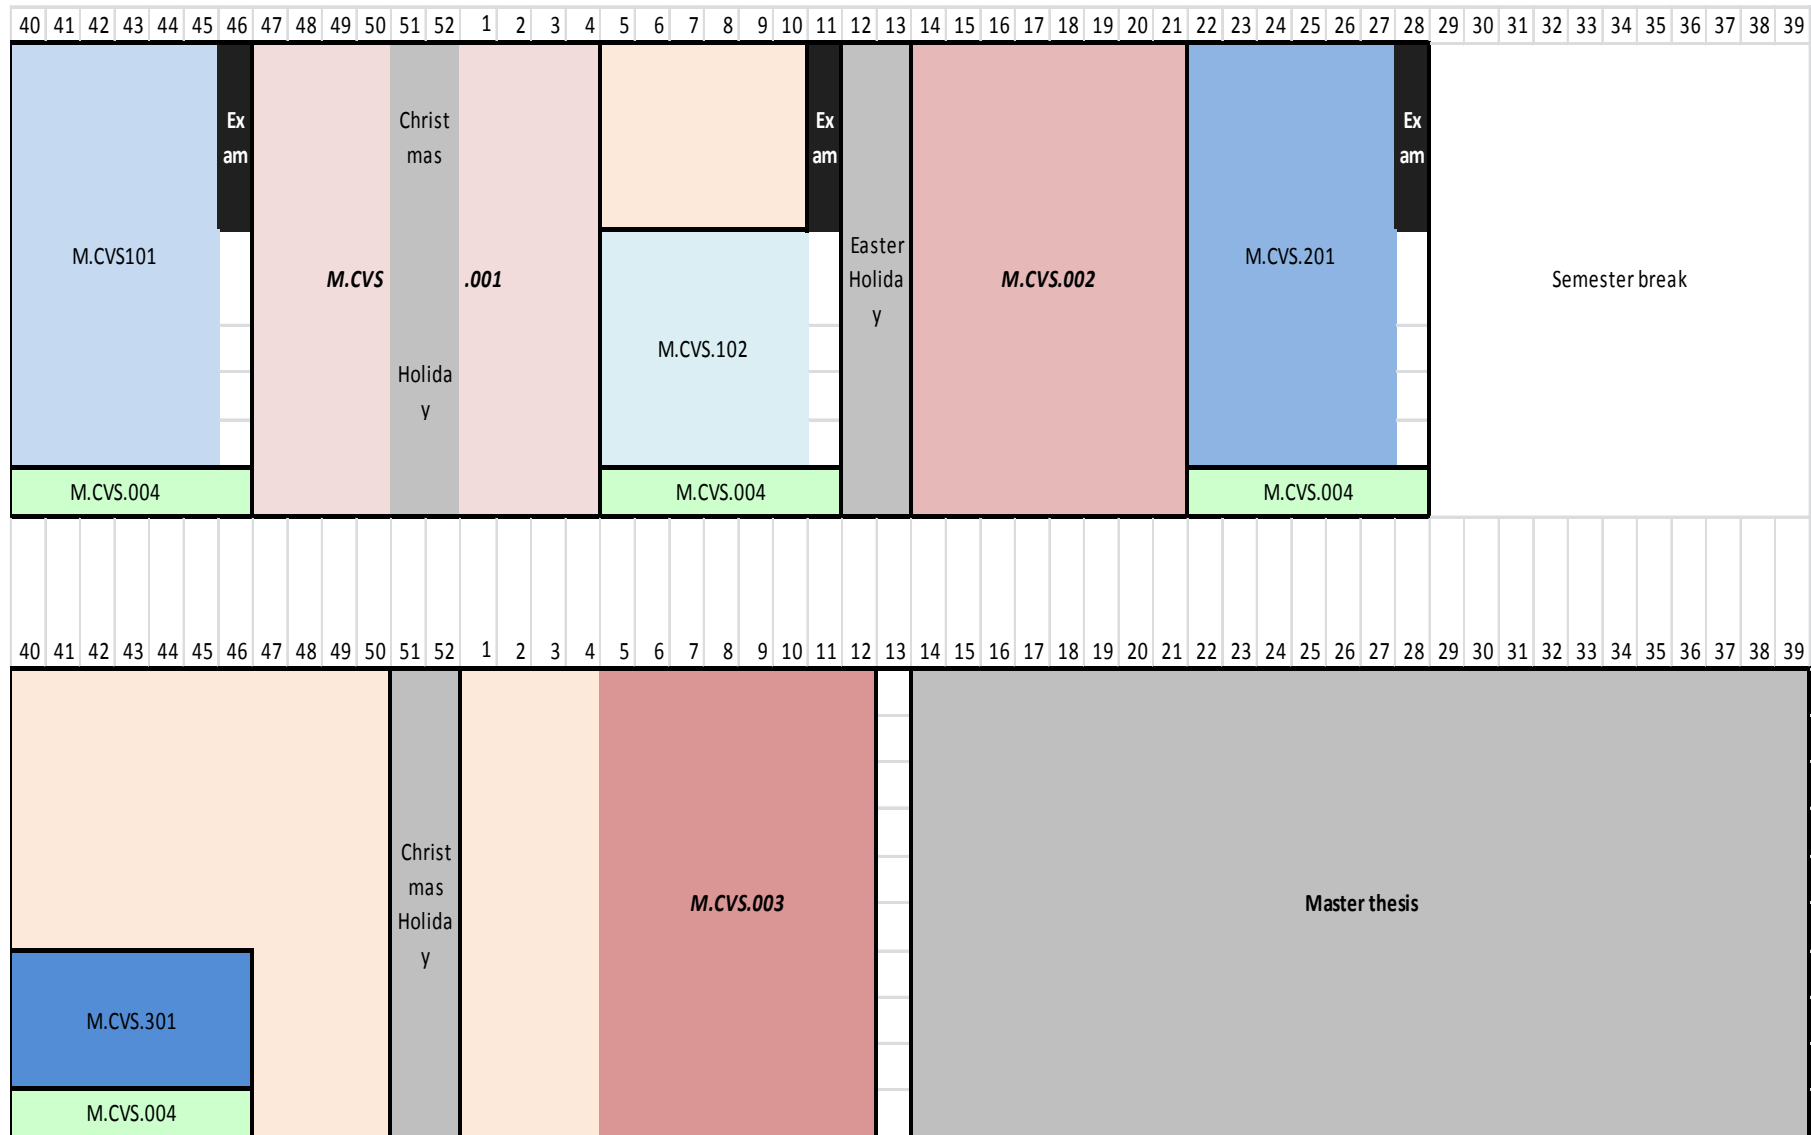 40 41 42 43 44 45 46 47 48 49 50 51 52 1 2 3 4 5 6 7 8 9 10 11 12 13 14 15 16 17 18 19 20 21 22 23 24 25 26 27 28 29 30 31 32 33 34 35 36 37 38 39
Ex
am
Christ
mas
Ex
am
Ex
am
M.CVS101
M.CVS
.001
Easter
Holida
y
M.CVS.002
M.CVS.201
Semester break
M.CVS.102
Holida
y
M.CVS.004
M.CVS.004
M.CVS.004
40 41 42 43 44 45 46 47 48 49 50 51 52 1 2 3 4 5 6 7 8 9 10 11 12 13 14 15 16 17 18 19 20 21 22 23 24 25 26 27 28 29 30 31 32 33 34 35 36 37 38 39
Christ
mas
Holida
y
M.CVS.003
Master thesis
M.CVS.301
M.CVS.004